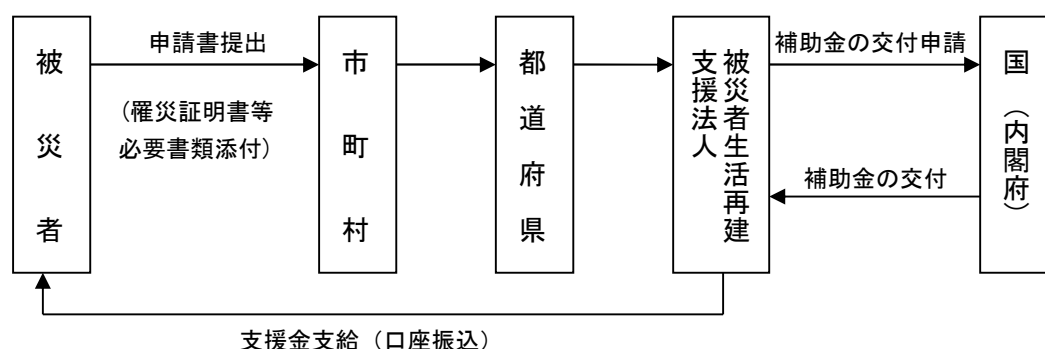 被災者
申請書提出
（罹災証明書等
必要書類添付）
市町村
都道府県
被災者生活再建
支援法人
補助金の交付申請
補助金の交付
国（内閣府）
支援金支給（口座振込）